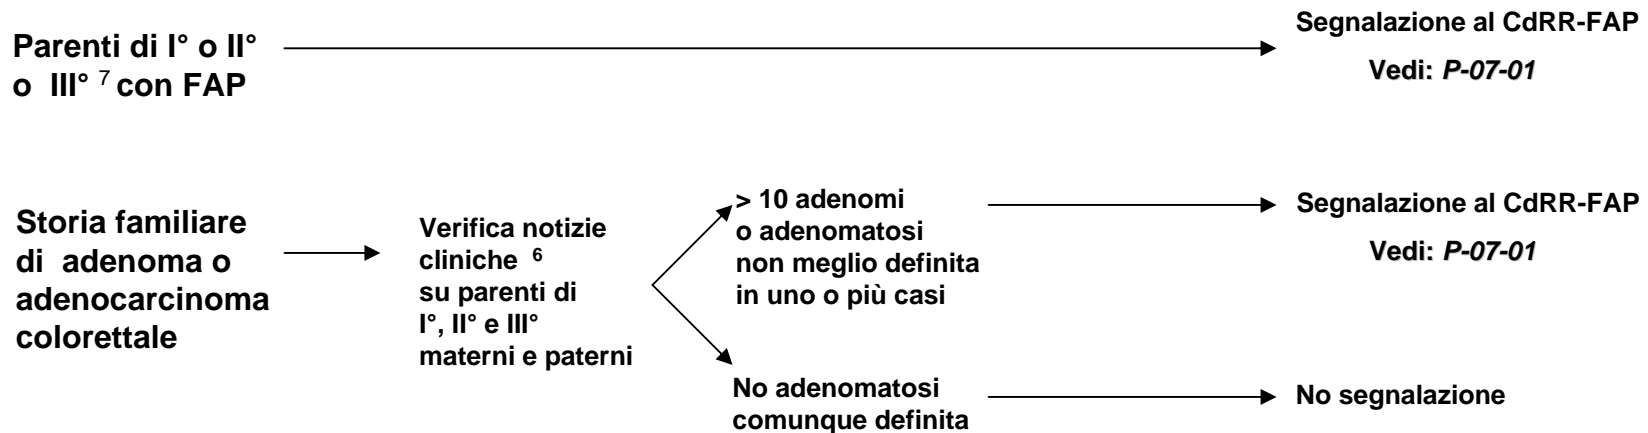 Parenti di I° o II°
o III° 7 con FAP
Segnalazione al CdRR-FAP
Vedi: P-07-01
Storia familiare
di adenoma o
adenocarcinoma
colorettale
Verifica notizie
cliniche 6
su parenti di
I°, II° e III°
materni e paterni
> 10 adenomi
o adenomatosi
non meglio definita
in uno o più casi
Segnalazione al CdRR-FAP
Vedi: P-07-01
No adenomatosi
comunque definita
No segnalazione